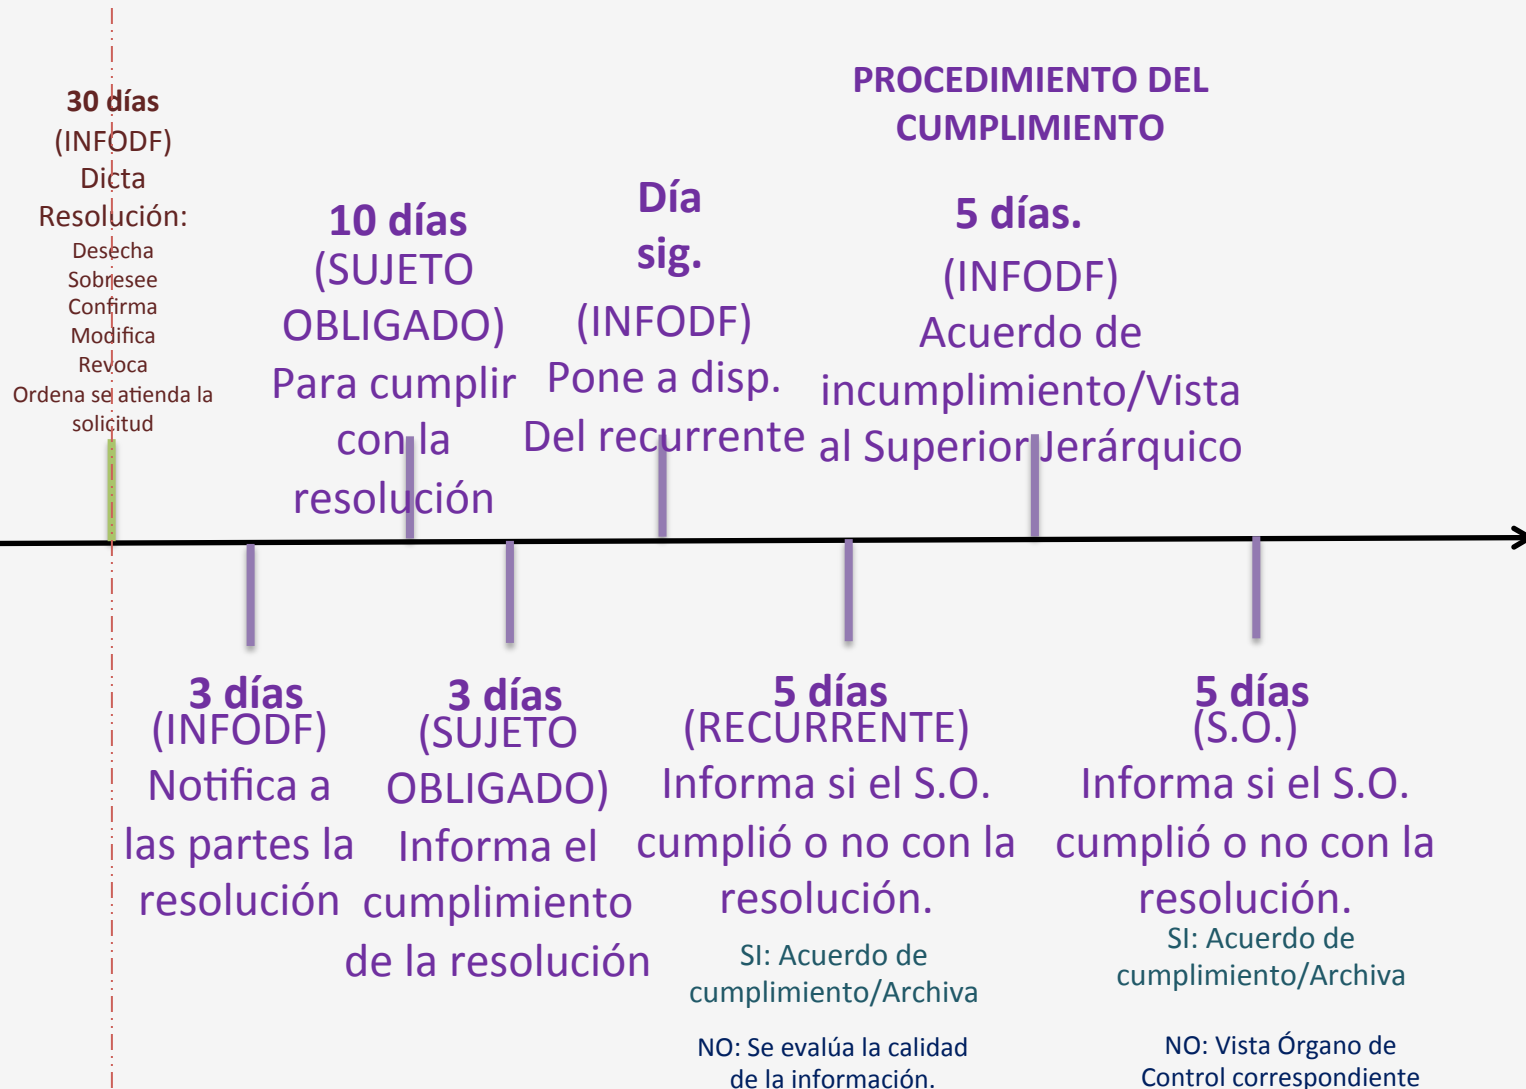 PROCEDIMIENTO DEL
CUMPLIMIENTO
30 días
(INFODF)
Dicta
Resolución:
Desecha
Sobresee
Confirma
Modifica
Revoca
Ordena se atienda la
solicitud
10 días
(SUJETO
OBLIGADO)
Para cumplir
con la
resolución
Día
sig.
(INFODF)
Pone a disp.
Del recurrente
5 días.
(INFODF)
Acuerdo de
incumplimiento/Vista
al Superior Jerárquico
3 días
(INFODF)
Notifica a
las partes la
resolución
3 días
(SUJETO
OBLIGADO)
Informa el
cumplimiento
de la resolución
5 días
(RECURRENTE)
Informa si el S.O.
cumplió o no con la
resolución.
SI: Acuerdo de
cumplimiento/Archiva
NO: Se evalúa la calidad
de la información.
5 días
(S.O.)
Informa si el S.O.
cumplió o no con la
resolución.
SI: Acuerdo de
cumplimiento/Archiva
NO: Vista Órgano de
Control correspondiente